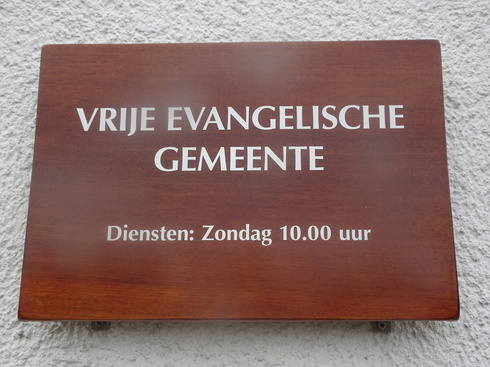 VRIJE EVANGELISCHE
GEMEENTE
Diensten: Zondag 10.00 uur